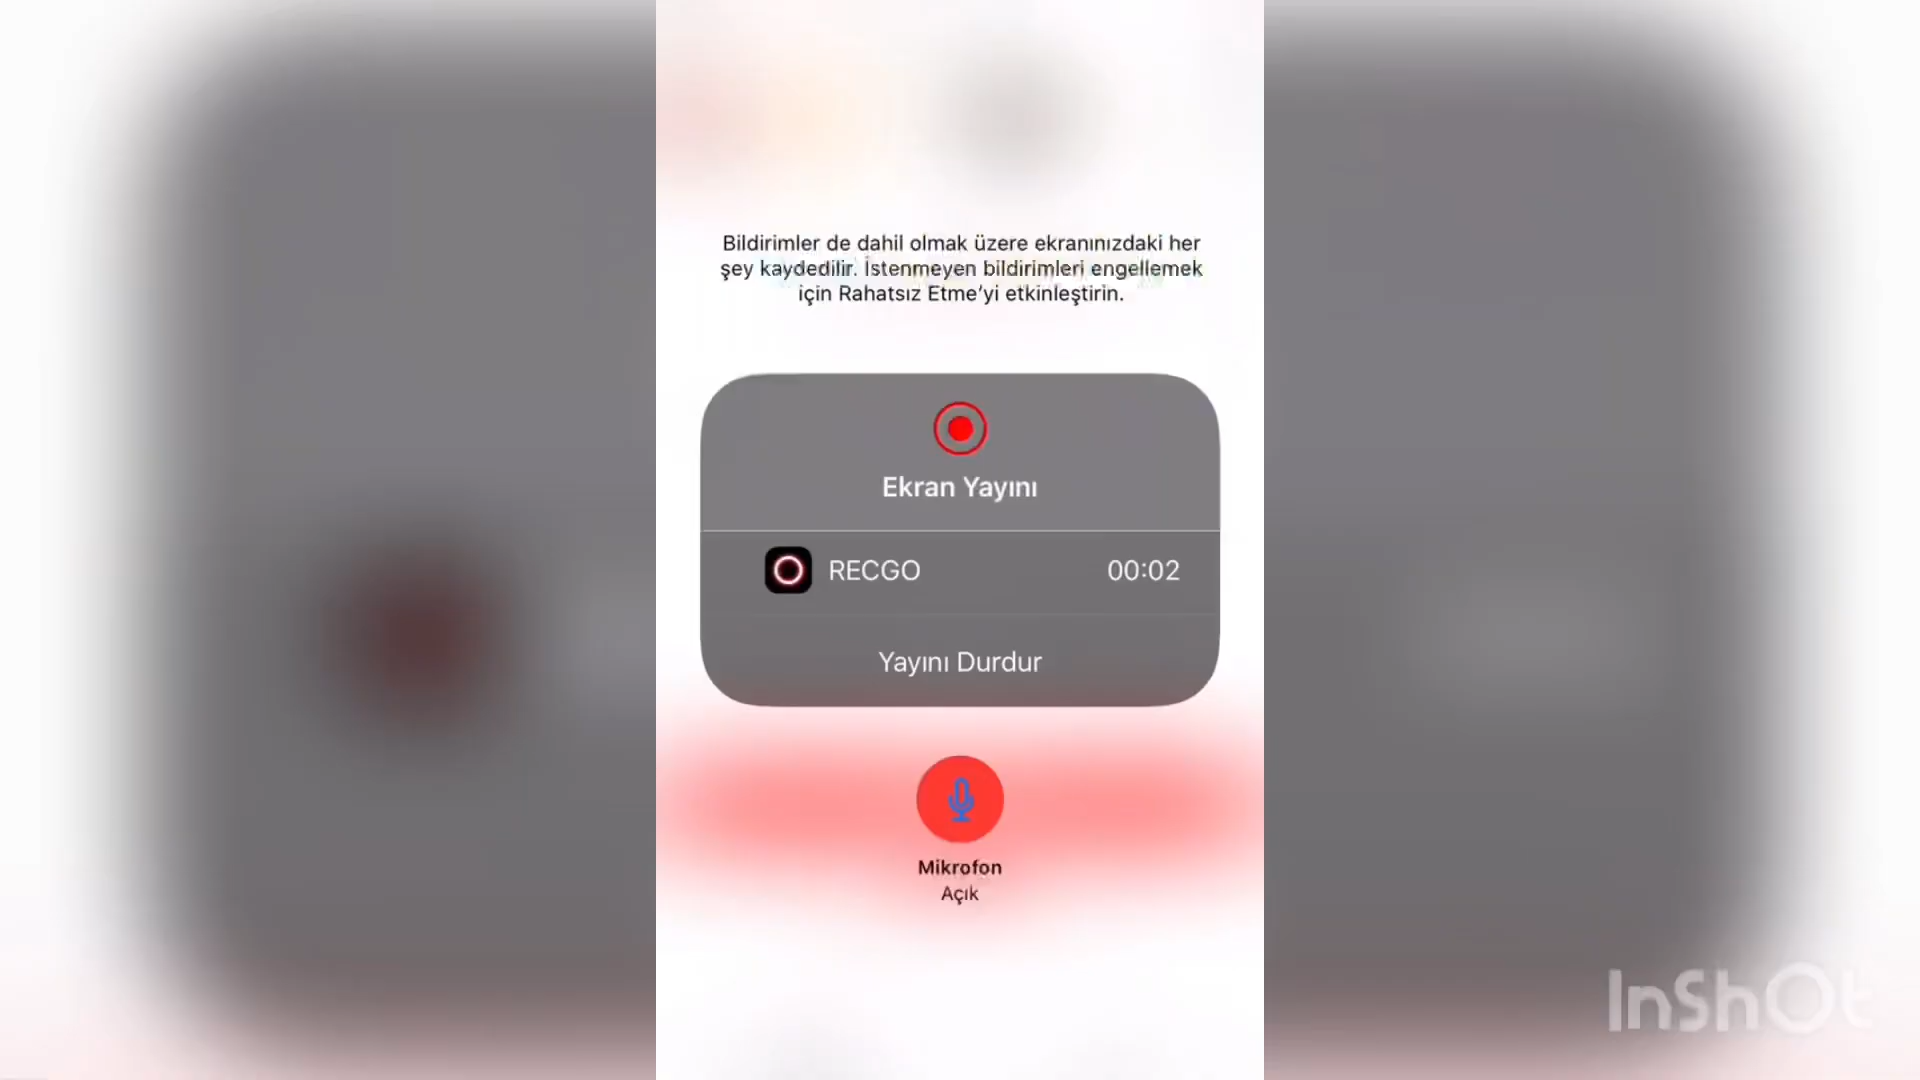 Bildirimler de dahil olmak üzere ekranınızdaki her
şey kaydedilir. İstenmeyen bildirimleri engellemek
için Rahatsız Etme’yi etkinleştirin.
Ekran Yayını
RECGO 00:02
Yayını Durdur
Mikrofon
Açık
InShOt